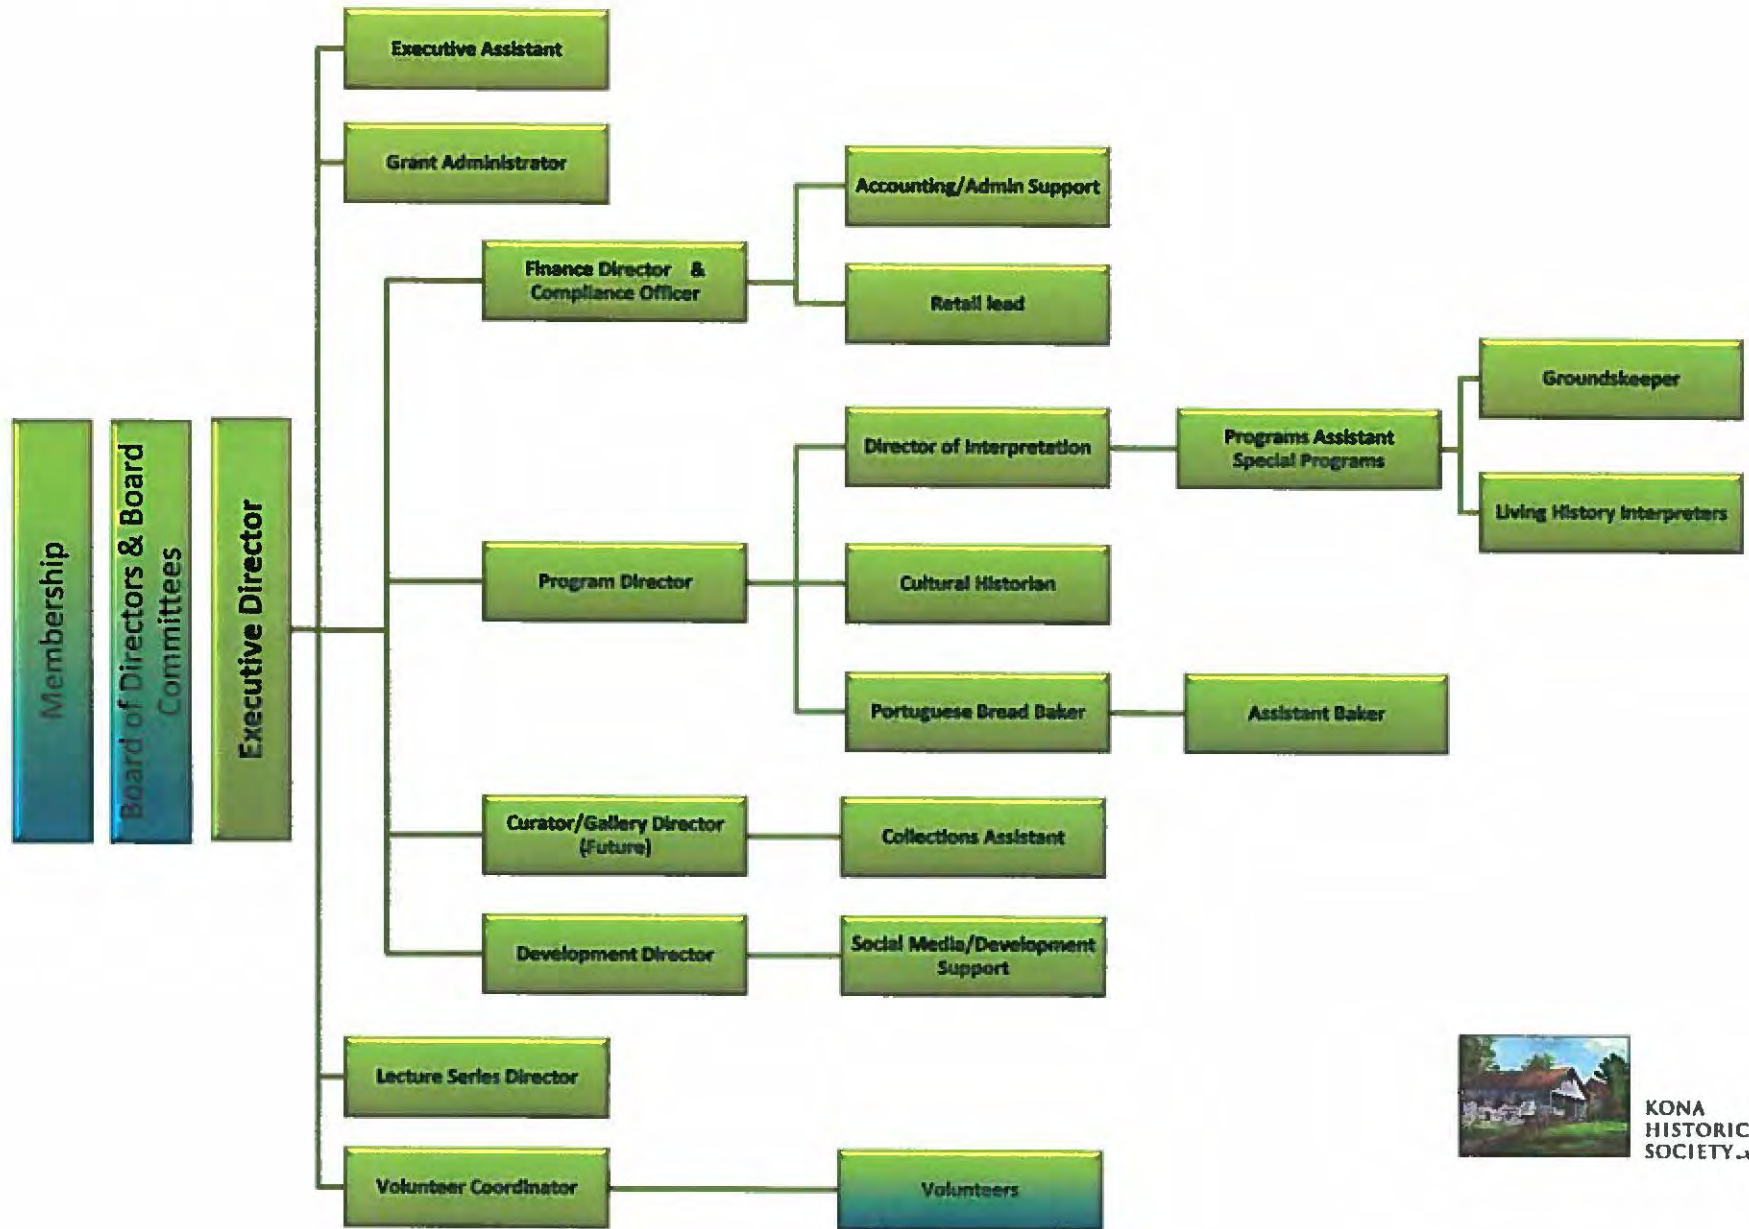 Executive Assistant
Grant Administrator
Accounting/Admin Support
Finance Director & 
Compliance Officer
Retail lead
Groundskeeper
Membership
Board of Directors & Board
Committees
Executive Director
Director of Interpretation
Programs Assistant
Special Programs
Living History Interpreters
Program Director
Cultural Historian
Portuguese Bread Baker
Assistant Baker
Curator/Gallery Director
(Future)
Collections Assistant
Development Director
Social Media/Development
Support
Lecture Series Director
Volunteer Coordinator
Volunteers
KONA
HISTORIC
SOCIETY